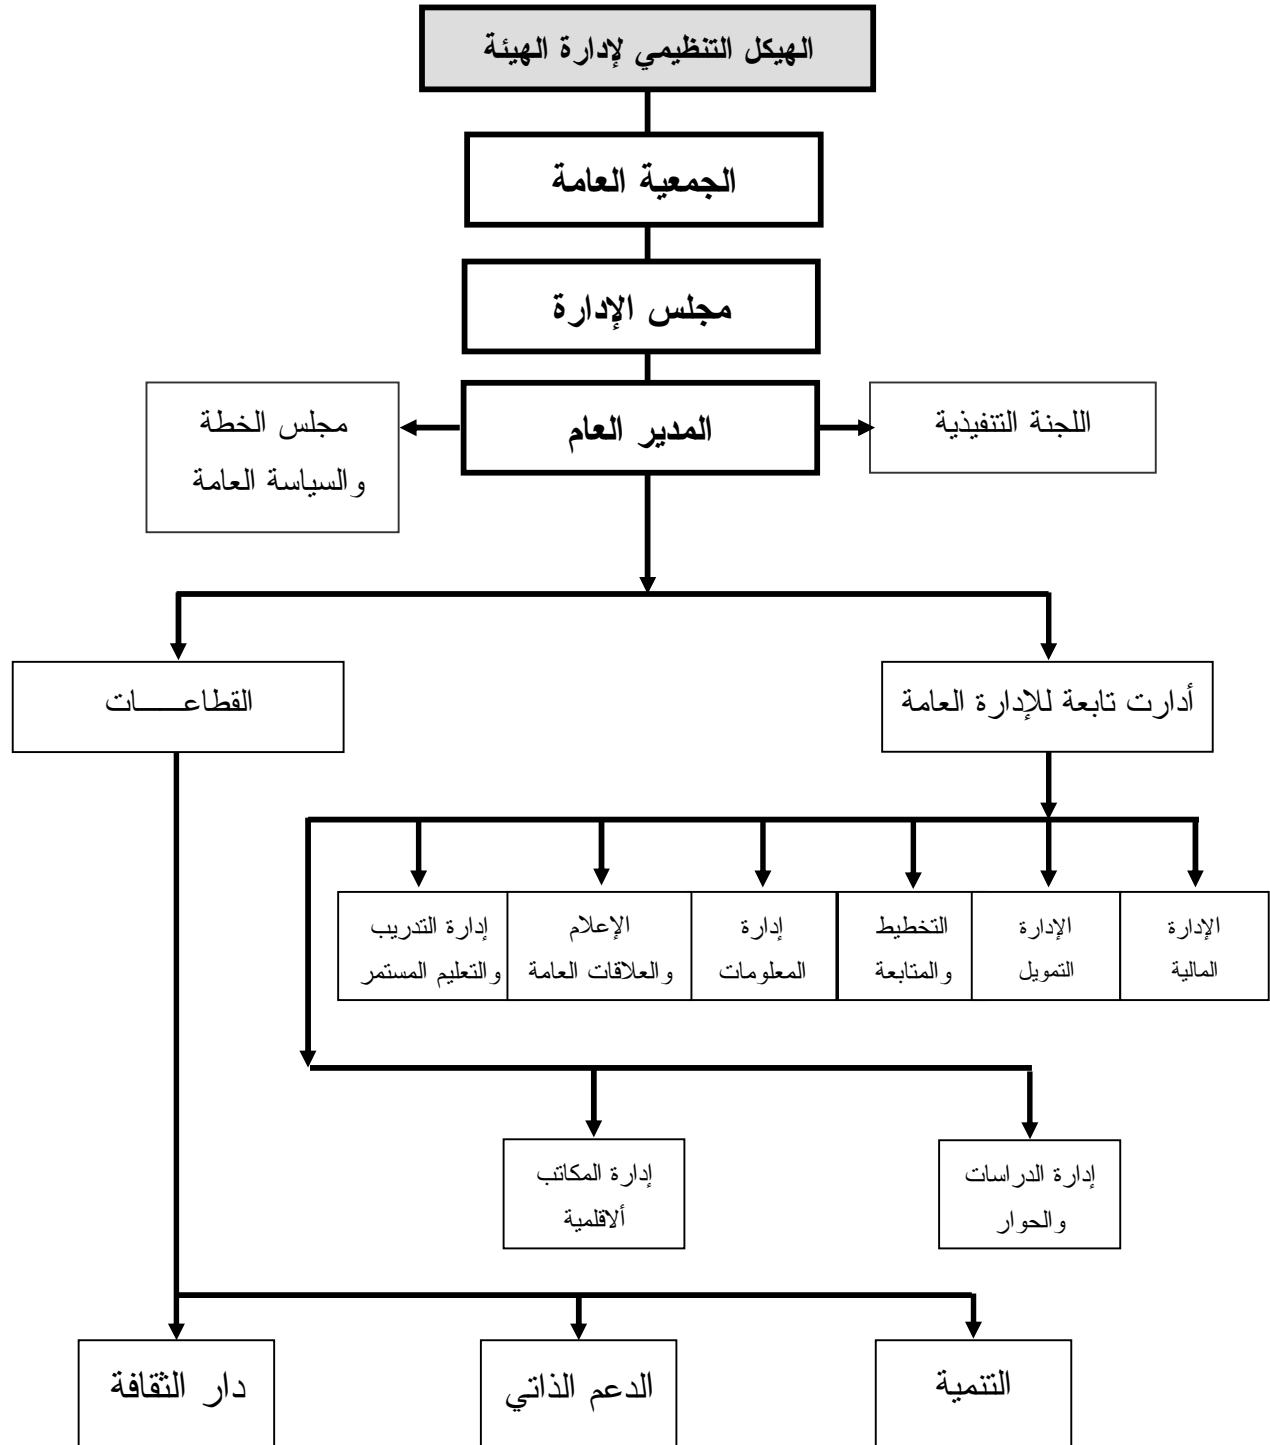 الهيكل التنظيمي لإدارة الهيئة
الجمعية العامة
مجلس الإدارة
المدير العام
اللجنة التنفيذية
مجلس الخطة
والسياسة العامة
أدارت تابعة للإدارة العامة
القطاعـــــات
الإدارة
المالية
الإدارة
التمويل
التخطيط
والمتابعة
إدارة
المعلومات
الإعلام
والعلاقات العامة
إدارة التدريب
والتعليم المستمر
إدارة الدراسات
والحوار
إدارة المكاتب
ألاقلمية
التنمية
الدعم الذاتي
دار الثقافة